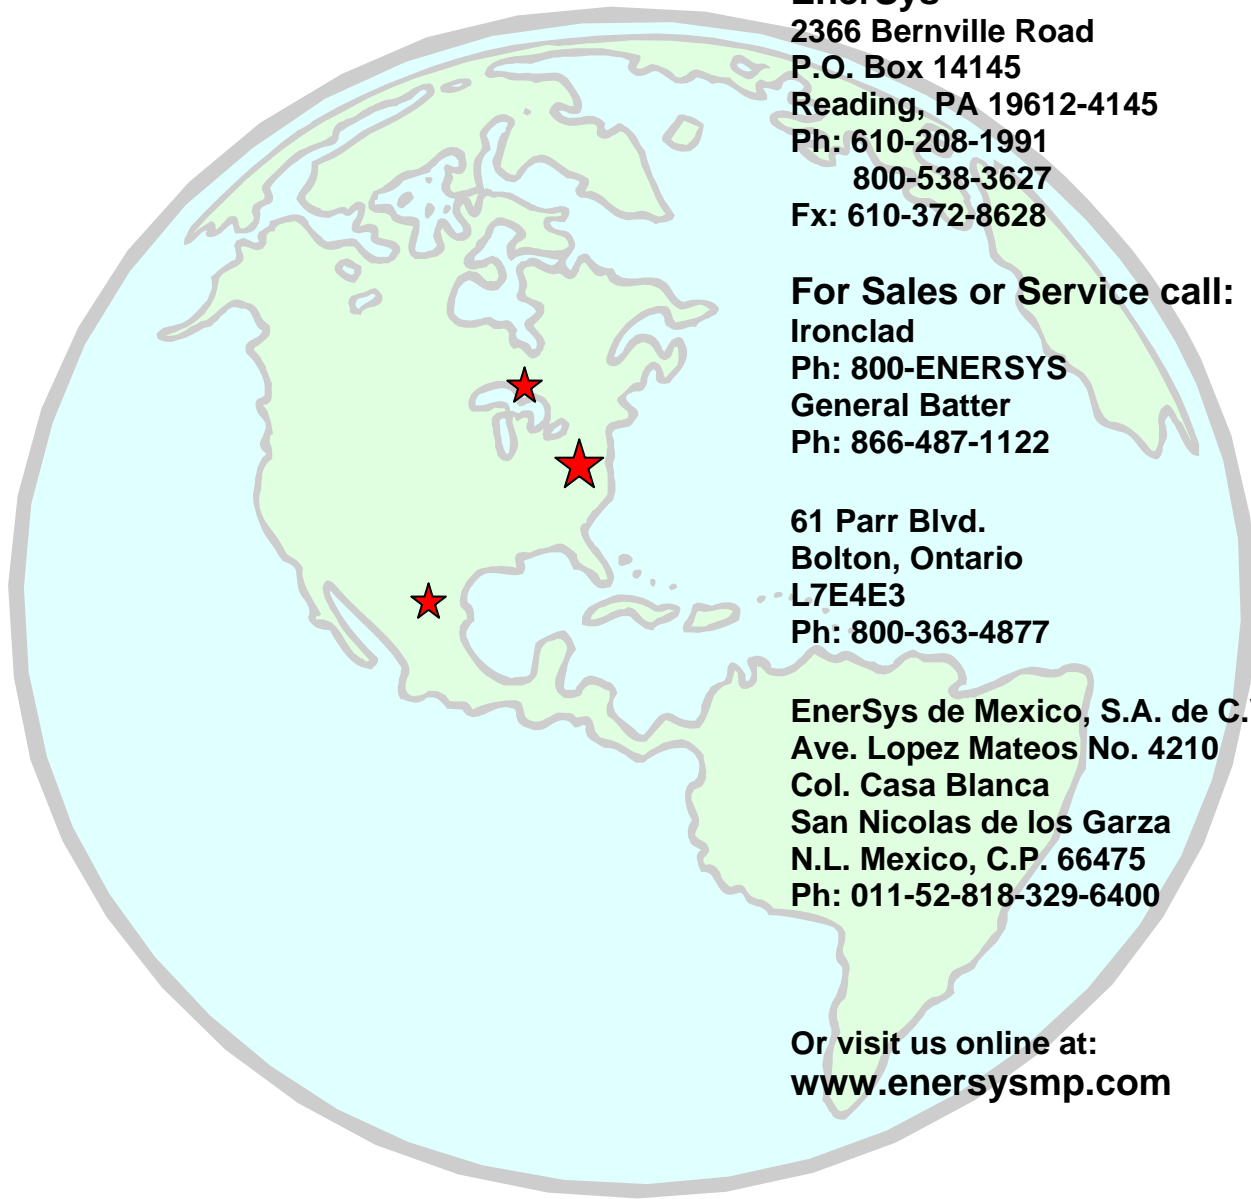 EnerSys
2366 Bernville Road
P.O. Box 14145
Reading, PA 19612-4145
Ph: 610-208-1991
800-538-3627
Fx: 610-372-8628
For Sales or Service call:
Ironclad
Ph: 800-ENERSYS
General Batter
Ph: 866-487-1122
61 Parr Blvd.
Bolton, Ontario
L7E4E3
Ph: 800-363-4877
EnerSys de Mexico, S.A. de C.V
Ave. Lopez Mateos No. 4210
Col. Casa Blanca
San Nicolas de los Garza
N.L. Mexico, C.P. 66475
Ph: 011-52-818-329-6400
Or visit us online at:
www.enersysmp.com